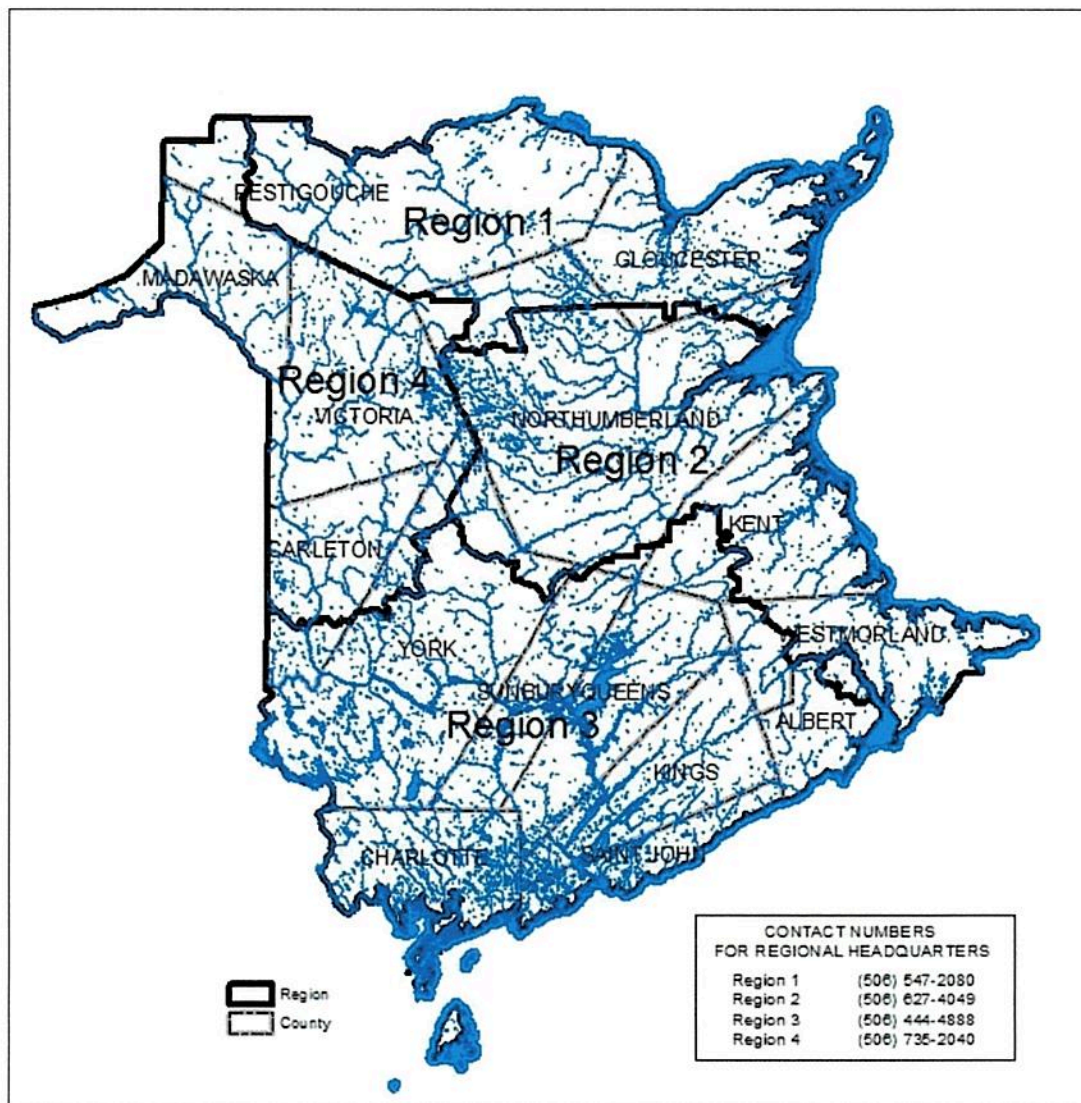 RESTIGOUCHE
Region 1
GLOUCESTER
MADAWASKA
Region 4
VICTORIA
NORTHUMBERLAND
Region 2
KENT
CARLETON
WESTMORLAND
YORK
SUNBURY QUEENS
Region 3
ALBERT
KINGS
CHARLOTTE
SAINT JOHN
Region
County
CONTACT NUMBERS
FOR REGIONAL HEADQUARTERS
Region 1 (506) 547-2080
Region 2 (506) 627-4049
Region 3 (506) 444-4888
Region 4 (506) 735-2040